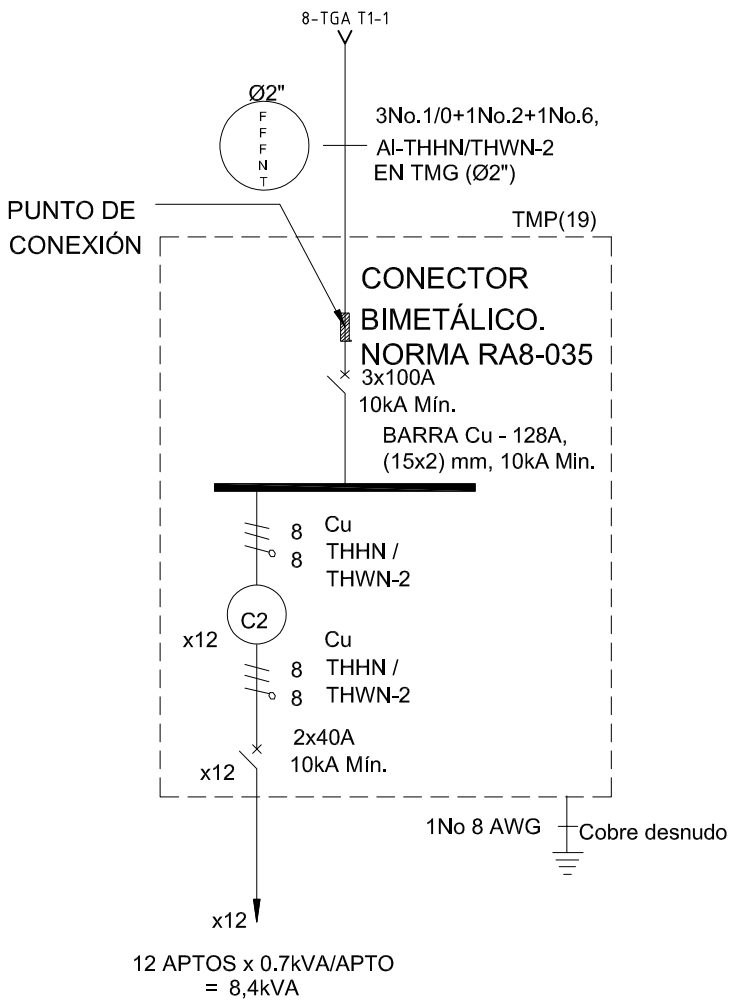 8-TGA T1-1
Ø2"
F
F
F
N
T
3No.1/0+1No.2+1No.6,
Al-THHN/THWN-2
EN TMG (Ø2")
PUNTO DE
CONEXIÓN
TMP(19)
CONECTOR
BIMETÁLICO.
NORMA RA8-035
3x100A
10kA Mín.
BARRA Cu - 128A,
(15x2) mm, 10kA Min.
8 Cu
8 THHN /
THWN-2
C2
x12
8 Cu
8 THHN /
THWN-2
2x40A
10kA Mín.
x12
1No 8 AWG
Cobre desnudo
x12
12 APTOS x 0.7kVA/APTO
= 8,4kVA